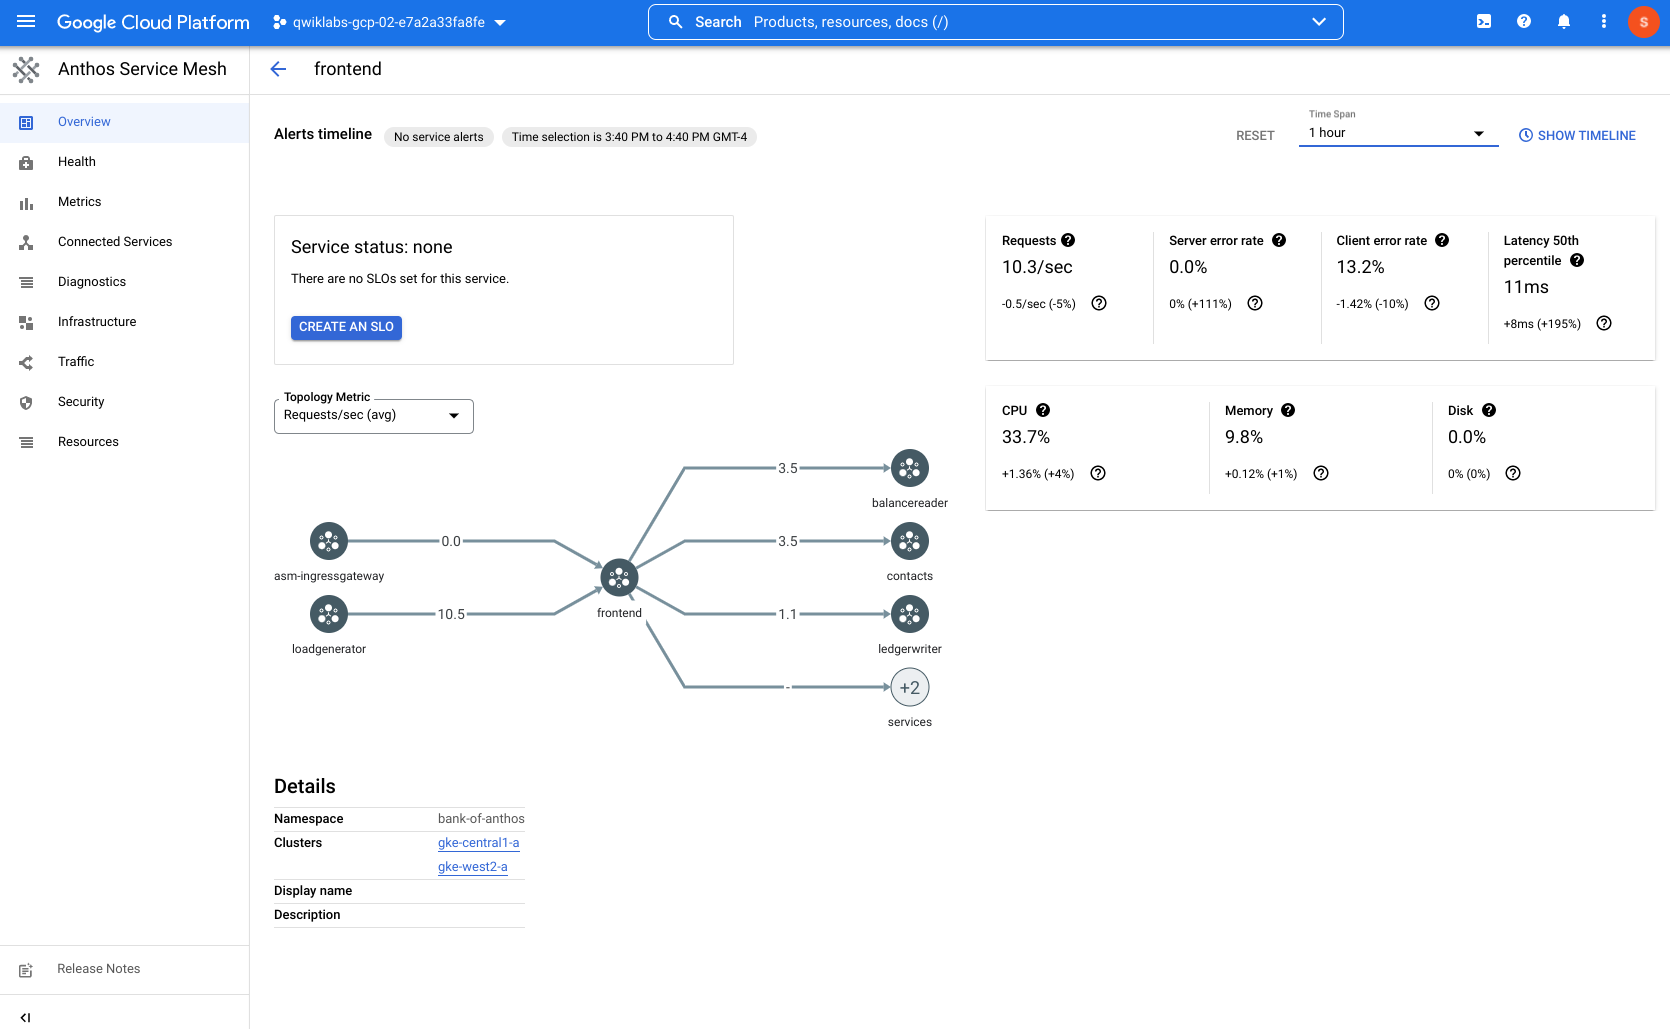 Google Cloud Platform
qwiklabs-gcp-02-e7a2a33fa8fe
Search Products, resources, docs (/)
S
Anthos Service Mesh
frontend
Overview
Health
Metrics
Connected Services
Diagnostics
Infrastructure
Traffic
Security
Resources
Release Notes
Alerts timeline
No service alerts
Time selection is 3:40 PM to 4:40 PM GMT-4
RESET
Time Span
1 hour
SHOW TIMELINE
Service status: none
There are no SLOs set for this service.
CREATE AN SLO
Requests
10.3/sec
-0.5/sec (-5%)
Server error rate
0.0%
0% (+111%)
Client error rate
13.2%
-1.42% (-10%)
Latency 50th
percentile
11ms
+8ms (+195%)
CPU
33.7%
+1.36% (+4%)
Memory
9.8%
+0.12% (+1%)
Disk
0.0%
0% (0%)
Topology Metric
Requests/sec (avg)
3.5
balancereader
0.0
asm-ingressgateway
3.5
contacts
frontend
10.5
loadgenerator
1.1
ledgerwriter
-
+2
services
Details
Namespace bank-of-anthos
Clusters gke-central1-a
gke-west2-a
Display name
Description